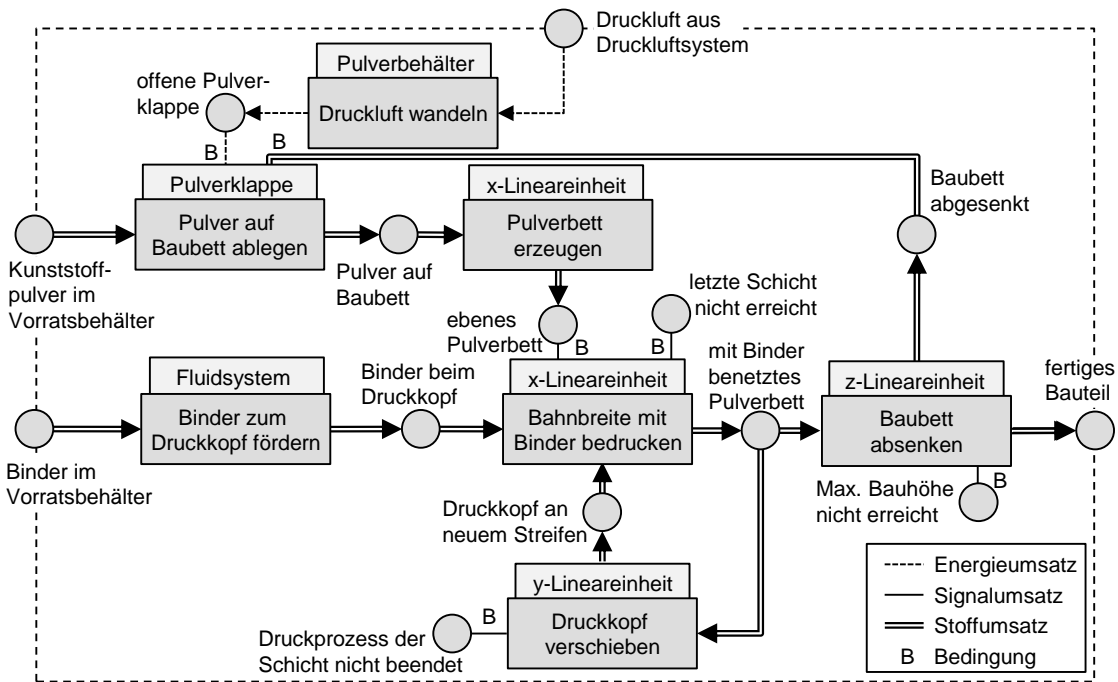 Druckluft aus
Druckluftsystem
Pulverbehälter
Druckluft wandeln
offene Pulver-
klappe
B
B
Pulverklappe
Pulver auf
Baubett ablegen
x-Lineareinheit
Pulverbett
erzeugen
Baubett
abgesenkt
Kunststoff-
pulver im
Vorratsbehälter
Pulver auf
Baubett
letzte Schicht
nicht erreicht
ebenes
Pulverbett
B
B
Fluidsystem
Binder zum
Druckkopf fördern
Binder beim
Druckkopf
x-Lineareinheit
Bahnbreite mit
Binder bedrucken
mit Binder
benetztes
Pulverbett
z-Lineareinheit
Baubett
absenken
fertiges
Bauteil
Binder im
Vorratsbehälter
Max. Bauhöhe
nicht erreicht
B
Druckkopf an
neuem Streifen
y-Lineareinheit
Druckkopf
verschieben
B
Druckprozess der
Schicht nicht beendet
Energieumsatz
Signalumsatz
Stoffumsatz
B Bedingung